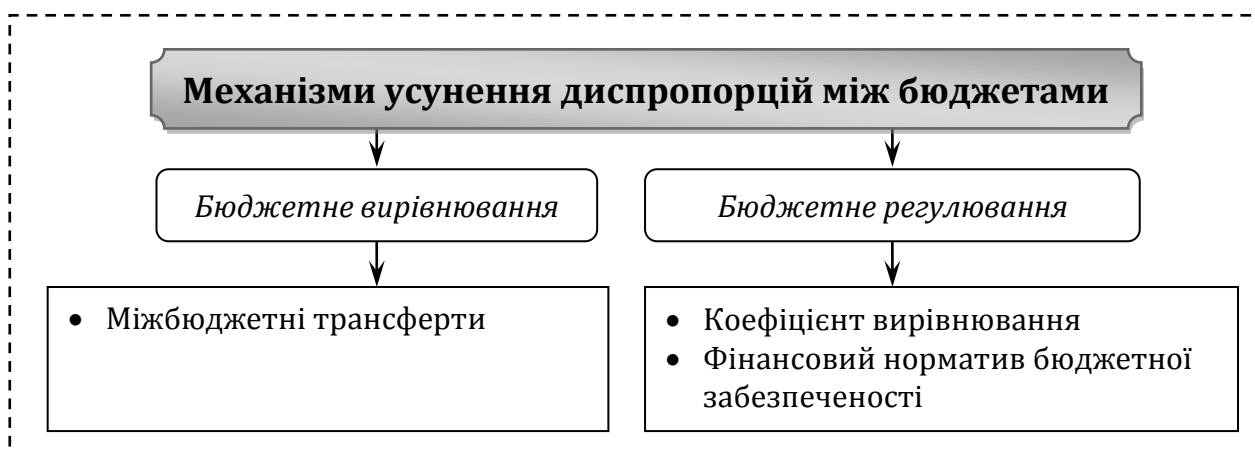 Механізми усунення диспропорцій між бюджетами
Бюджетне вирівнювання
Бюджетне регулювання
• Міжбюджетні трансферти
• Коефіцієнт вирівнювання
• Фінансовий норматив бюджетної
забезпеченості